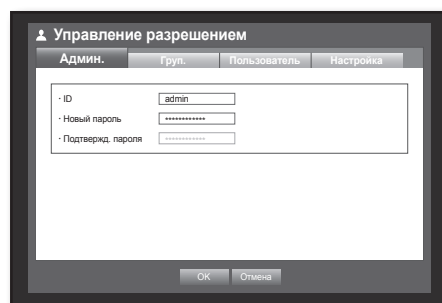 Управление разрешением
Админ. Груп. Пользователь Настройка
· ID admin
· Новый пароль ************
· Подтвержд. пароля ************
OK Отмена